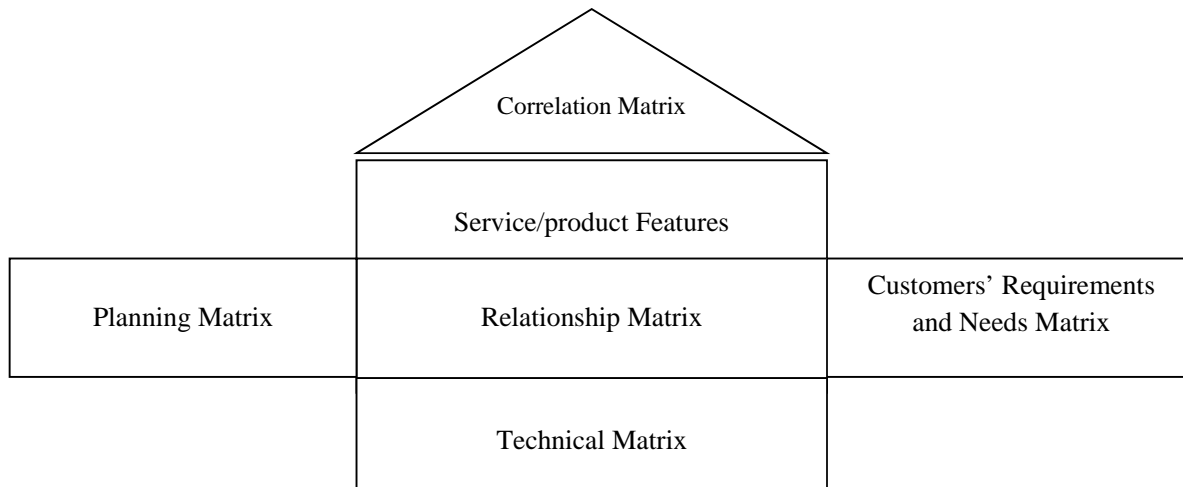 Correlation Matrix
Service/product Features
Planning Matrix
Relationship Matrix
Customers’ Requirements
and Needs Matrix
Technical Matrix